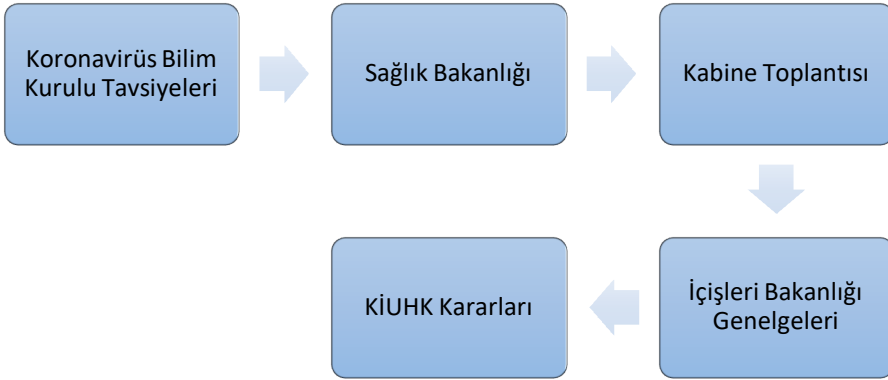 Koronavirüs Bilim
Kurulu Tavsiyeleri
Sağlık Bakanlığı
Kabine Toplantısı
İçişleri Bakanlığı
Genelgeleri
KİUHK Kararları